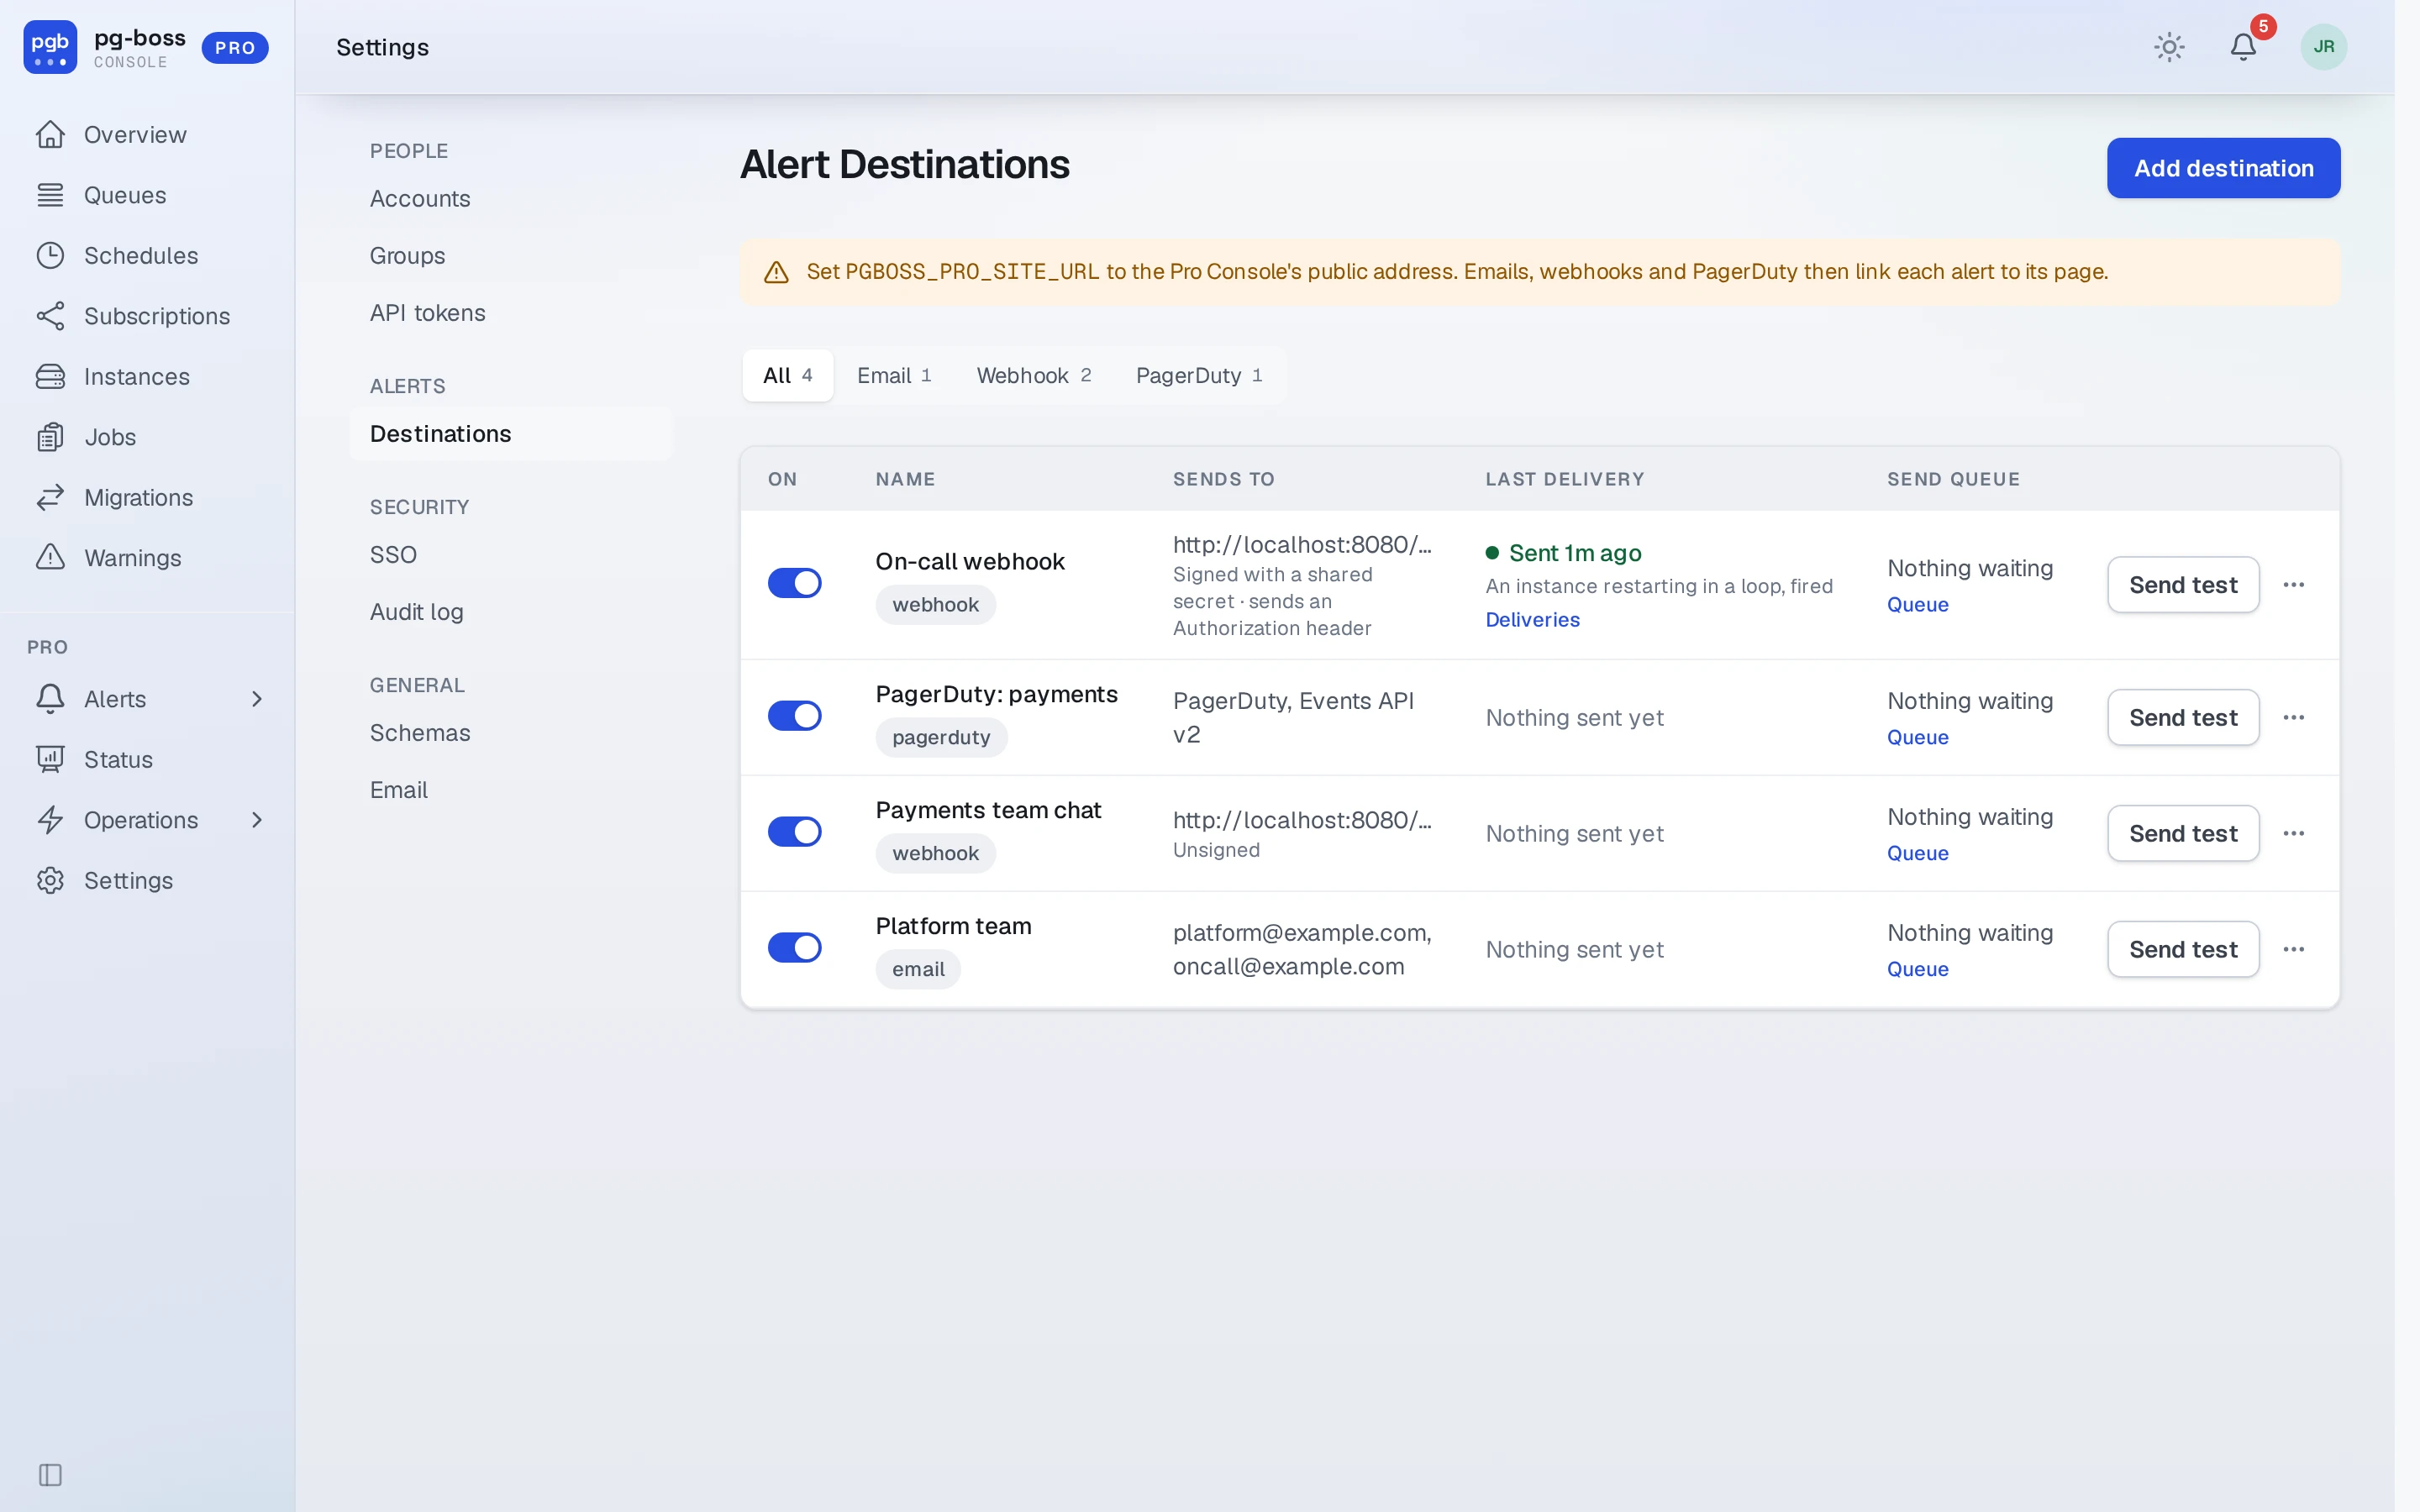 pgb
pg-boss
CONSOLE
PRO
Settings
5
JR
Overview
Queues
Schedules
Subscriptions
Instances
Jobs
Migrations
Warnings
PRO
Alerts
Status
Operations
Settings
PEOPLE
Accounts
Groups
API tokens
ALERTS
Destinations
SECURITY
SSO
Audit log
GENERAL
Schemas
Email
Alert Destinations
Add destination
Set PGBOSS_PRO_SITE_URL to the Pro Console's public address. Emails, webhooks and PagerDuty then link each alert to its page.
All 4 Email 1 Webhook 2 PagerDuty 1
ON NAME SENDS TO LAST DELIVERY SEND QUEUE
On-call webhook
webhook
http://localhost:8080/...
Signed with a shared
secret · sends an
Authorization header
Sent 1m ago
An instance restarting in a loop, fired
Deliveries
Nothing waiting
Queue
Send test
PagerDuty: payments
pagerduty
PagerDuty, Events API
v2
Nothing sent yet
Nothing waiting
Queue
Send test
Payments team chat
webhook
http://localhost:8080/...
Unsigned
Nothing sent yet
Nothing waiting
Queue
Send test
Platform team
email
platform@example.com,
oncall@example.com
Nothing sent yet
Nothing waiting
Queue
Send test